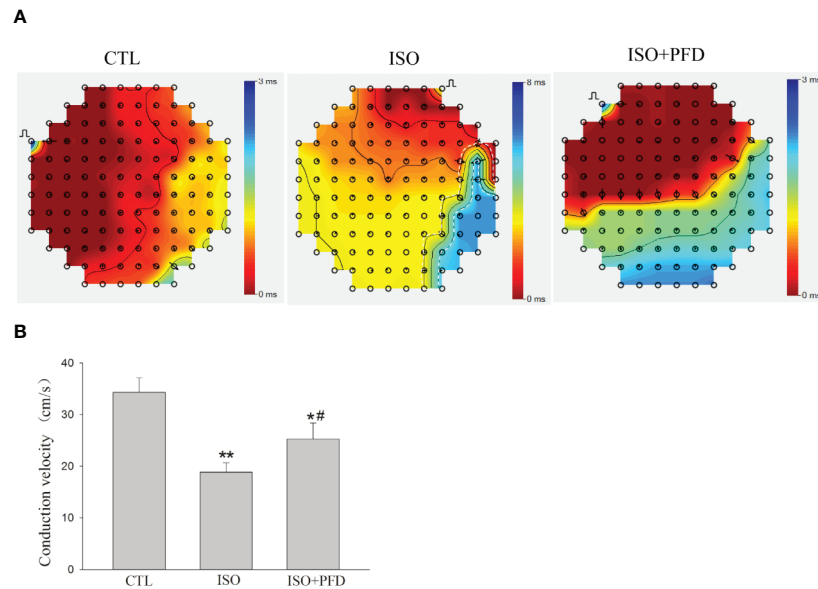 A
CTL
ISO
ISO+PFD
3 ms
0 ms
8 ms
0 ms
3 ms
0 ms
B
Conduction velocity （cm/s）
40
30
20
10
0
**
*#
CTL
ISO
ISO+PFD